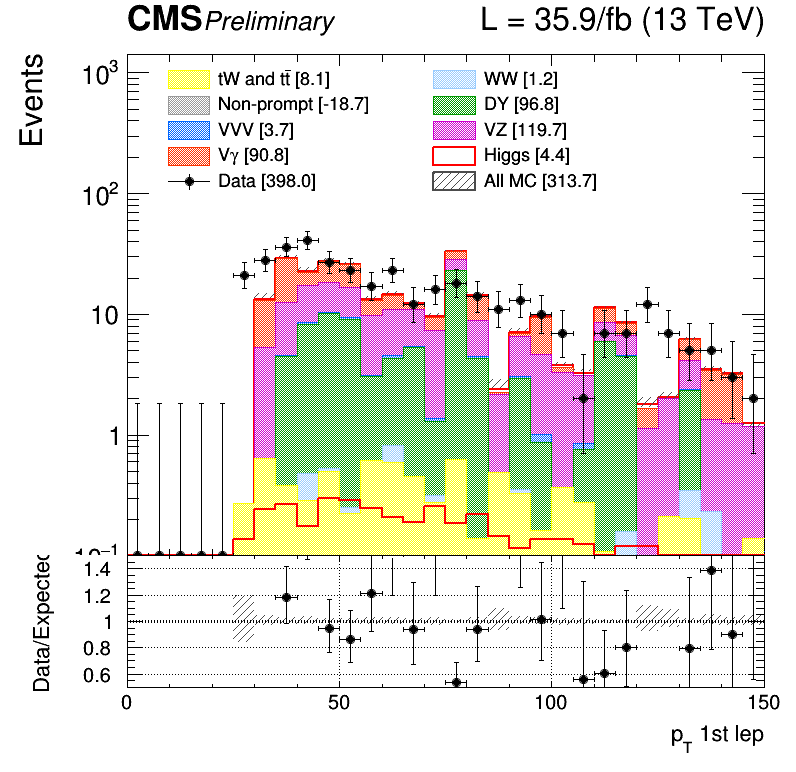 CMS Preliminary L = 35.9/fb (13 TeV)
Events
10³
10²
10
1
10⁻¹
tW and tt̄ [8.1]
WW [1.2]
Non-prompt [-18.7]
DY [96.8]
VVV [3.7]
VZ [119.7]
Vγ [90.8]
Higgs [4.4]
Data [398.0]
All MC [313.7]
Data/Expected
1.4
1.2
1
0.8
0.6
0 50 100 150
p_T 1st lep